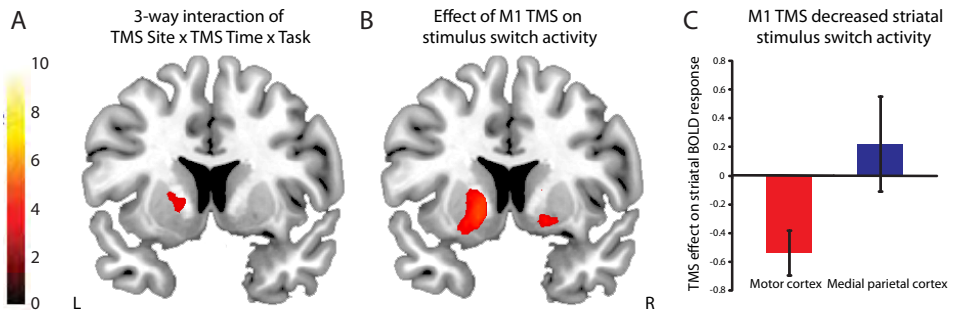 A
3-way interaction of
TMS Site x TMS Time x Task
B
Effect of M1 TMS on
stimulus switch activity
C
M1 TMS decreased striatal
stimulus switch activity
10
8
6
4
2
0
L
R
TMS effect on striatal BOLD response
0.8
0.6
0.4
0.2
0
-0.2
-0.4
-0.6
-0.8
Motor cortex
Medial parietal cortex